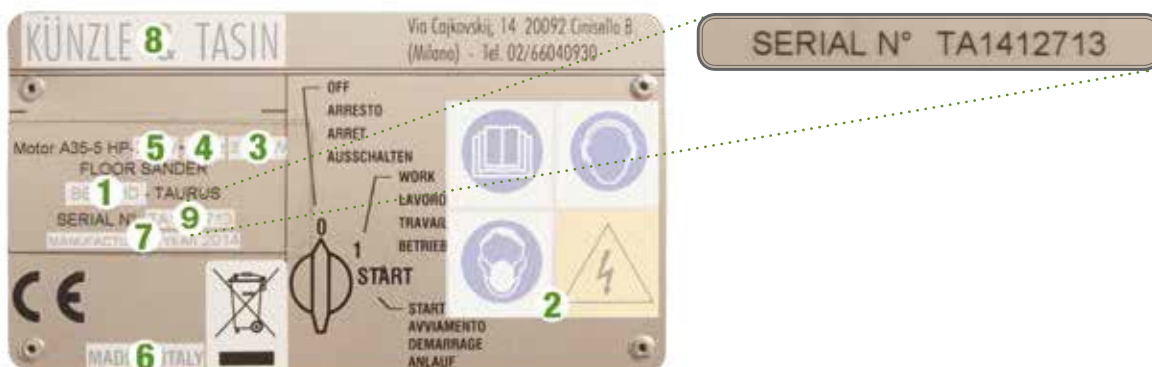 KÜNZLE & TASIN
8
Via Cajkovskij, 14 20092 Cinisello B.
(Milano) - Tel. 02/66040930
SERIAL N° TA1412713
Motor A35-5 HP-
5
4
3
FLOOR SANDER
1
- TAURUS
SERIAL N°
9
7
YEAR 2014
CE
MADE
6
ITALY
OFF
ARRESTO
ARRET
AUSSCHALTEN
WORK
LAVORO
TRAVAIL
BETRIEB
0
1
START
START
AVVIAMENTO
DEMARRAGE
ANLAUF
2